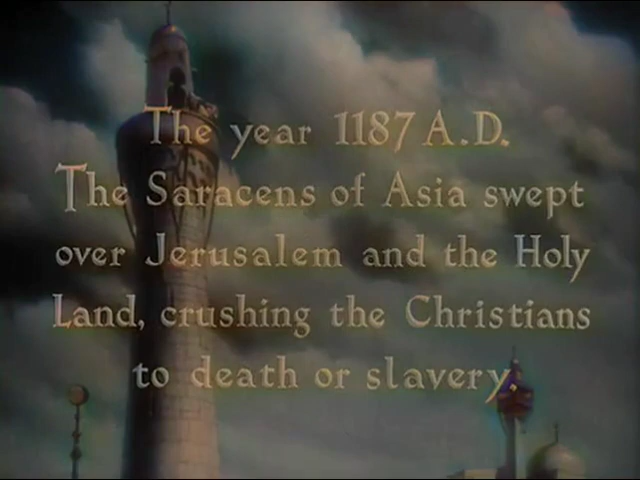 The year 1187 A.D.
The Saracens of Asia swept
over Jerusalem and the Holy
Land, crushing the Christians
to death or slavery.